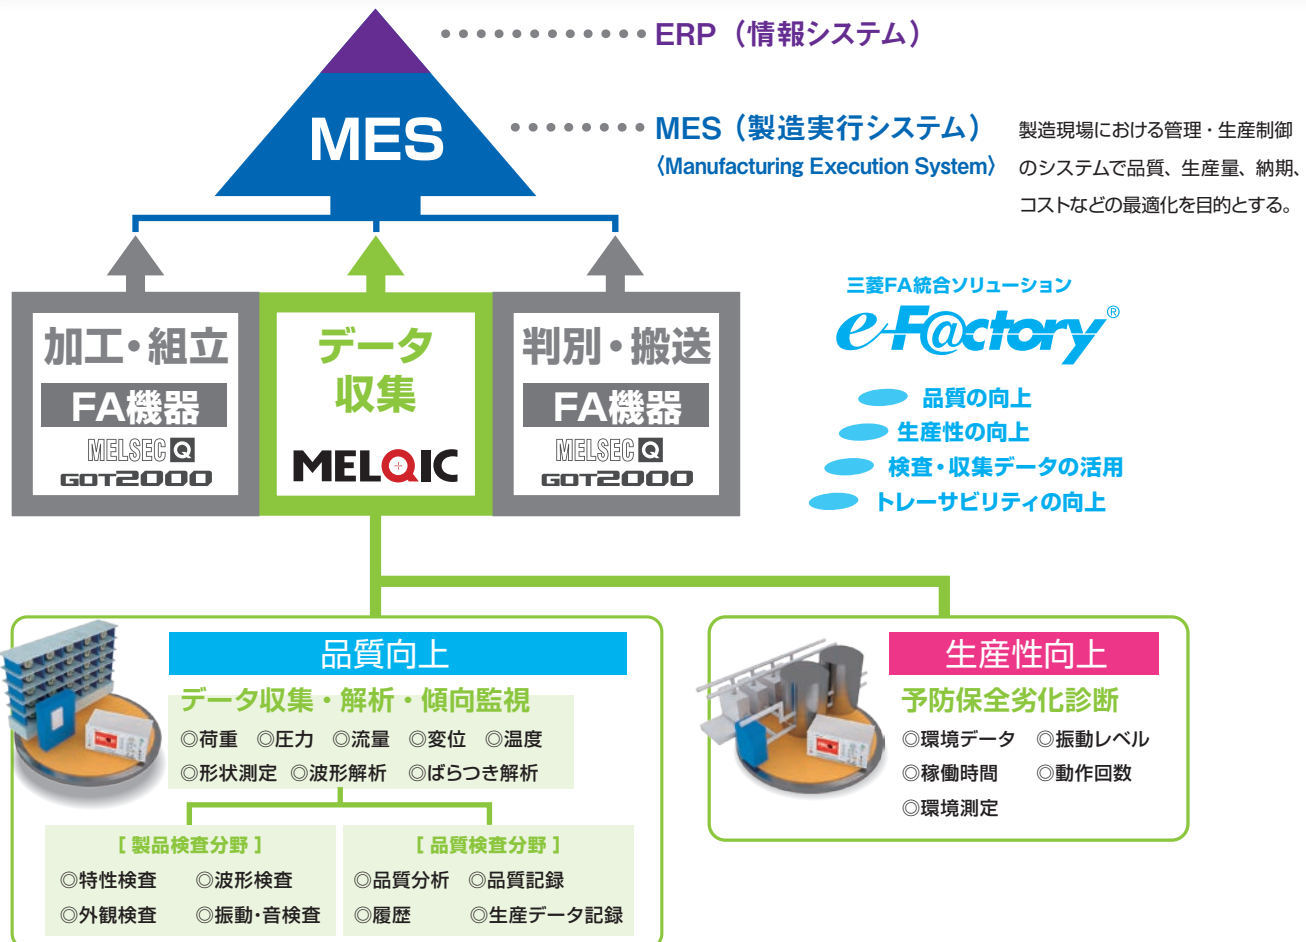 ERP（情報システム）
MES
MES（製造実行システム）
〈Manufacturing Execution System〉
製造現場における管理・生産制御
のシステムで品質、生産量、納期、
コストなどの最適化を目的とする。
加工・組立
FA機器
MELSEC Q
GOT2000
データ
収集
MELQIC
判別・搬送
FA機器
MELSEC Q
GOT2000
三菱FA統合ソリューション
e-F@ctory®
品質の向上
生産性の向上
検査・収集データの活用
トレーサビリティの向上
品質向上
データ収集・解析・傾向監視
◎荷重 ◎圧力 ◎流量 ◎変位 ◎温度
◎形状測定 ◎波形解析 ◎ばらつき解析
［製品検査分野］
◎特性検査 ◎波形検査
◎外観検査 ◎振動・音検査
［品質検査分野］
◎品質分析 ◎品質記録
◎履歴 ◎生産データ記録
生産性向上
予防保全劣化診断
◎環境データ ◎振動レベル
◎稼働時間 ◎動作回数
◎環境測定